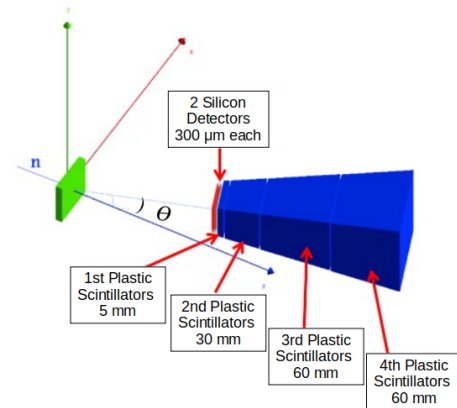 y
x
2 Silicon
Detectors
300 µm each
n
θ
z
1st Plastic
Scintillators
5 mm
2nd Plastic
Scintillators
30 mm
3rd Plastic
Scintillators
60 mm
4th Plastic
Scintillators
60 mm